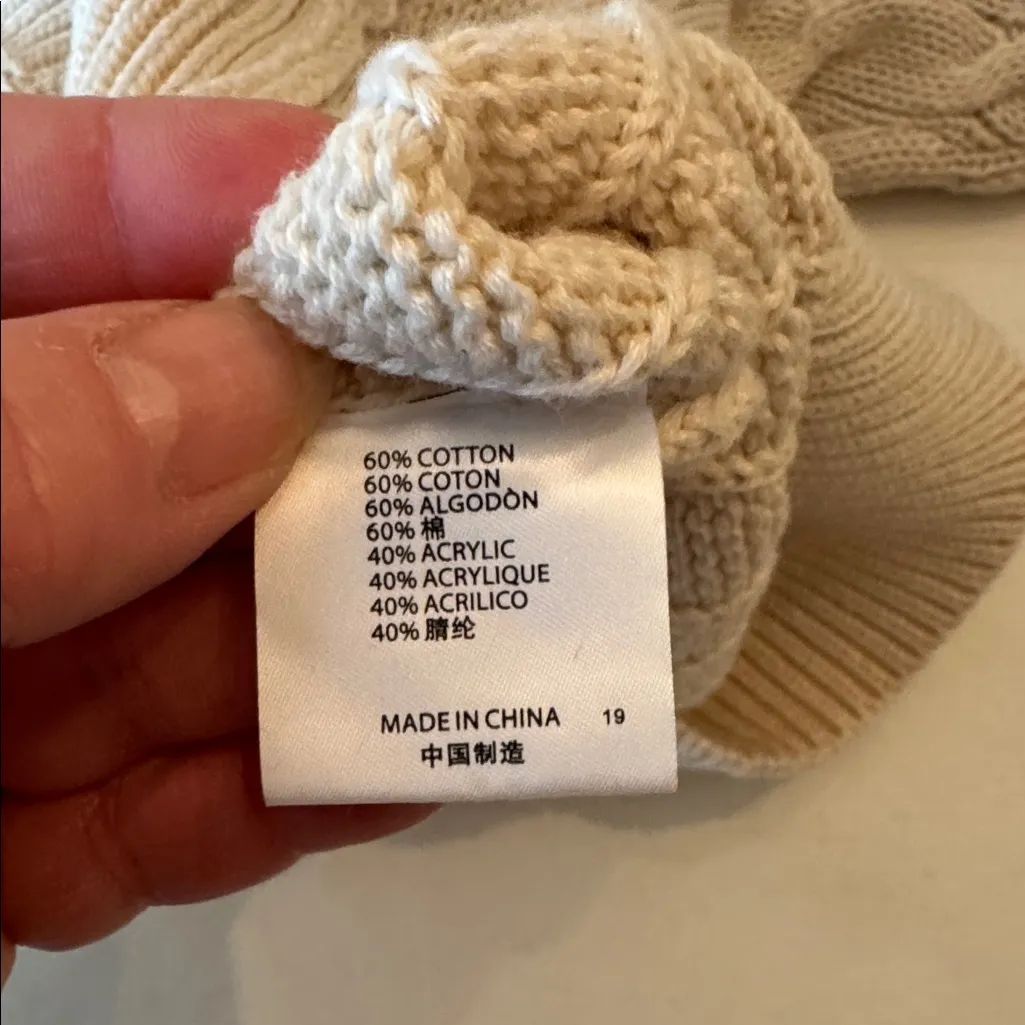 60% COTTON
60% COTON
60% ALGODÒN
60% 棉
40% ACRYLIC
40% ACRYLIQUE
40% ACRILICO
40% 腈纶
MADE IN CHINA 19
中国制造